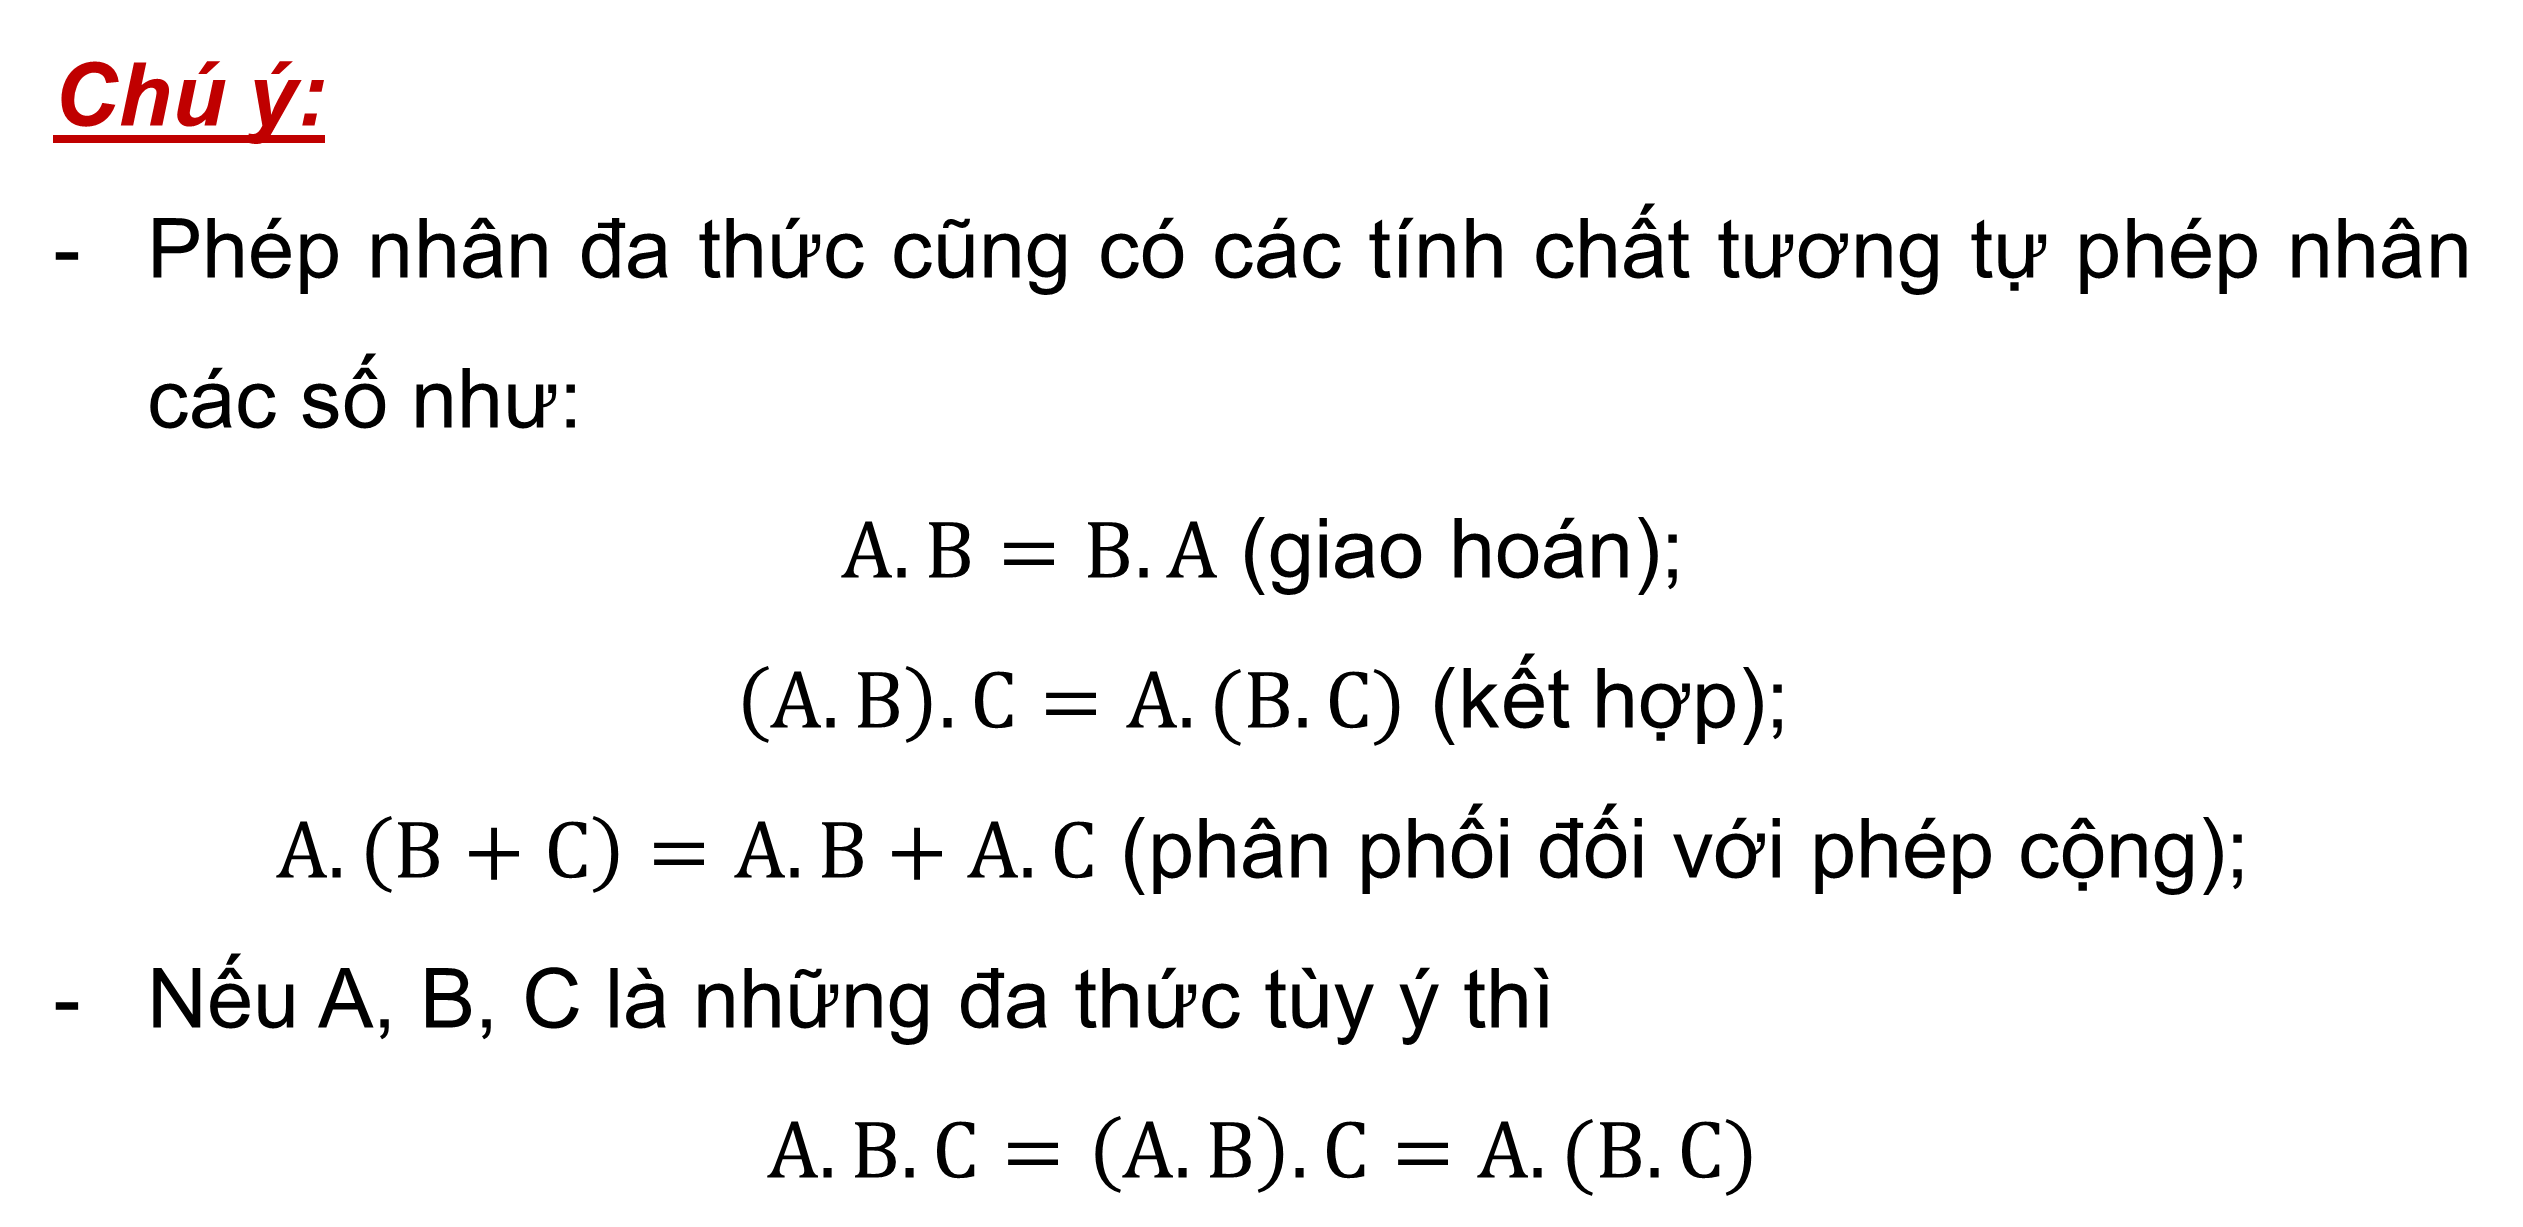 Chú ý:
- Phép nhân đa thức cũng có các tính chất tương tự phép nhân
các số như:
A. B = B. A (giao hoán);
(A. B). C = A. (B. C) (kết hợp);
A. (B + C) = A. B + A. C (phân phối đối với phép cộng);
- Nếu A, B, C là những đa thức tùy ý thì
A. B. C = (A. B). C = A. (B. C)